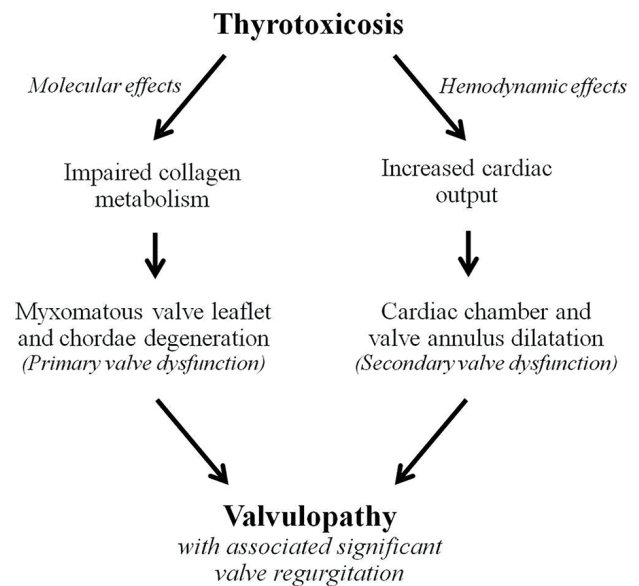 Thyrotoxicosis
Molecular effects
Hemodynamic effects
Impaired collagen
metabolism
Increased cardiac
output
Myxomatous valve leaflet
and chordae degeneration
(Primary valve dysfunction)
Cardiac chamber and
valve annulus dilatation
(Secondary valve dysfunction)
Valvulopathy
with associated significant
valve regurgitation